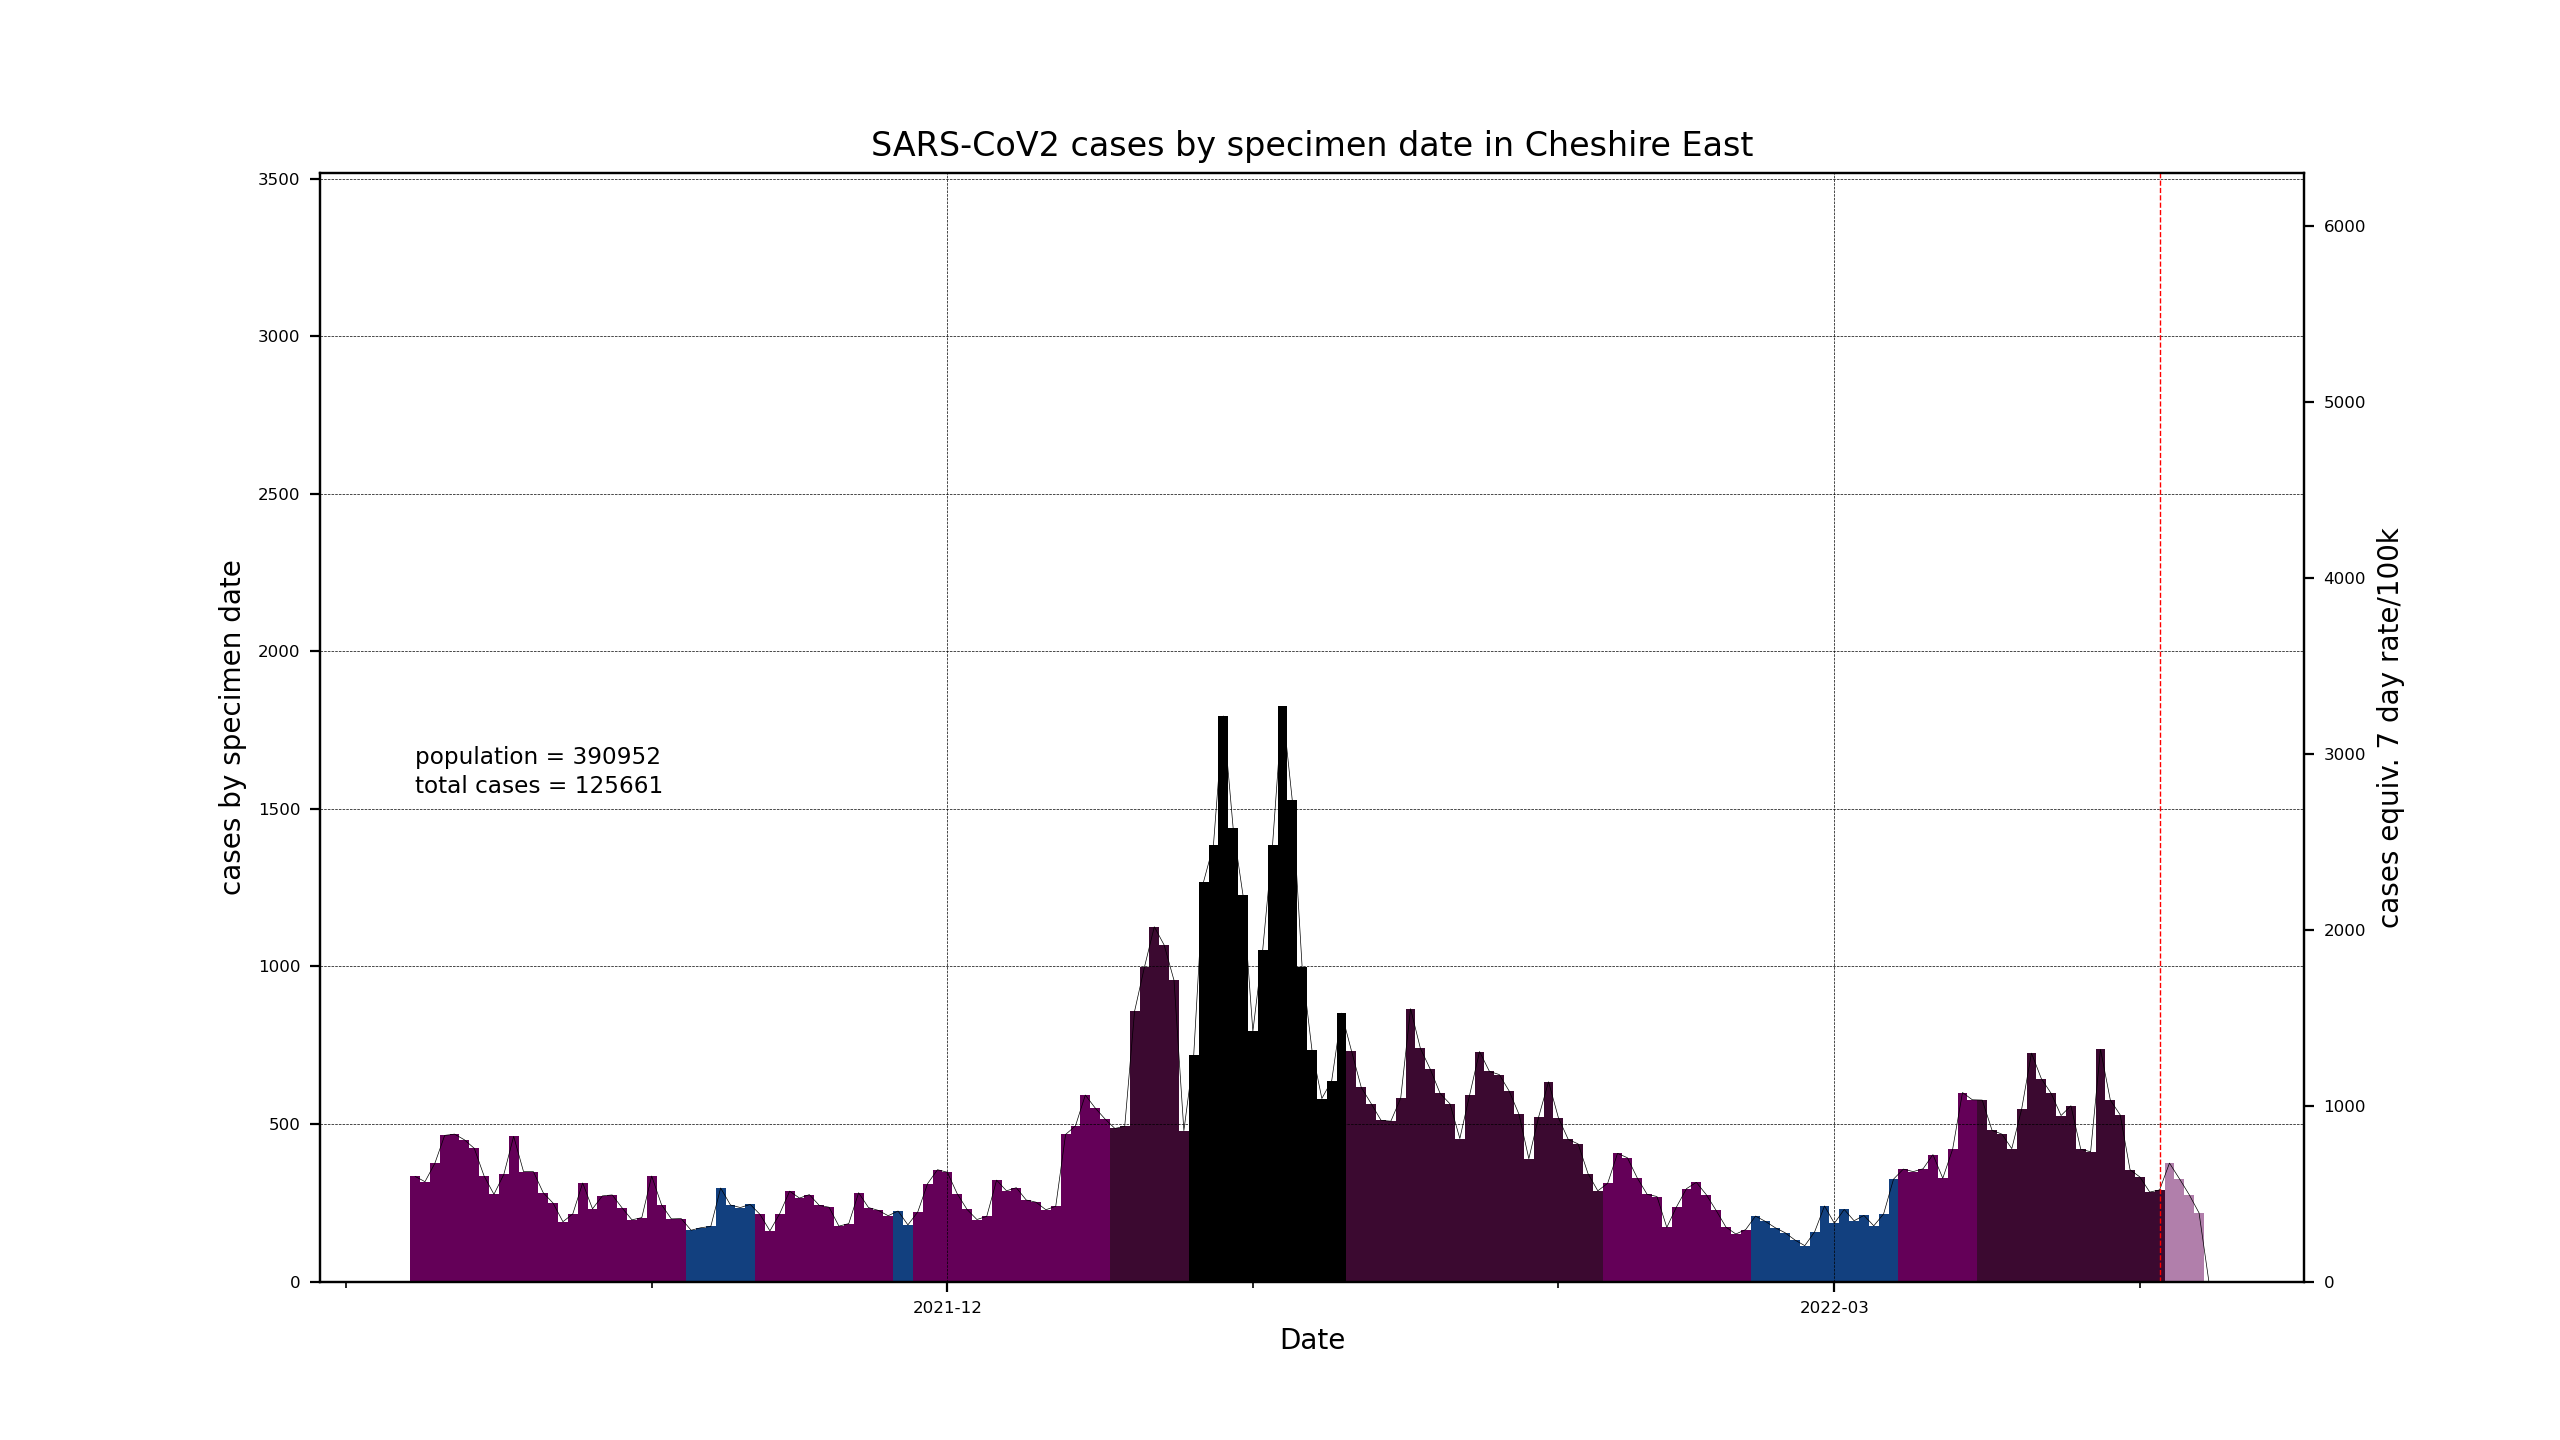 SARS-CoV2 cases by specimen date in Cheshire East
3500
3000
2500
2000
1500
1000
500
0
cases by specimen date
population = 390952
total cases = 125661
6000
5000
4000
3000
2000
1000
0
cases equiv. 7 day rate/100k
2021-12
2022-03
Date